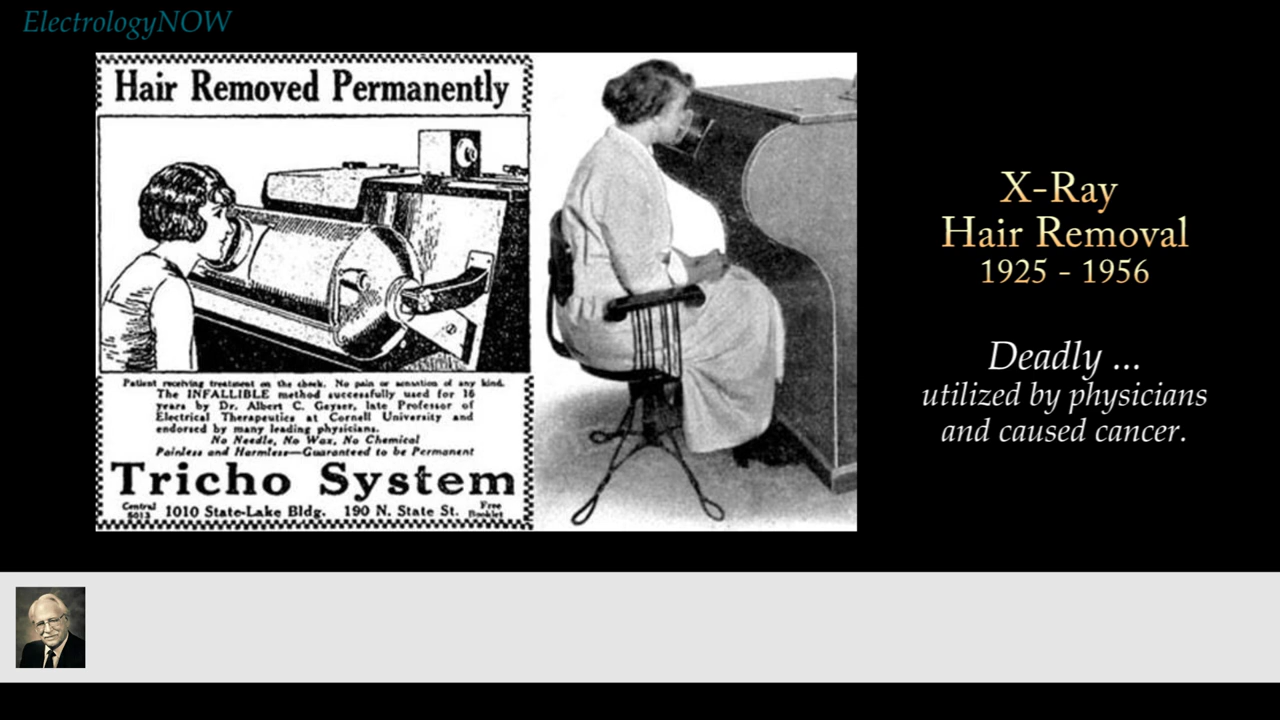 ElectrologyNOW
Hair Removed Permanently
Patient receiving treatment on the cheek. No pain or sensation of any kind.
The INFALLIBLE method successfully used for 16
years by Dr. Albert C. Geyser, late Professor of
Electrical Therapeutics at Cornell University and
endorsed by many leading physicians.
No Needle, No Wax, No Chemical
Painless and Harmless—Guaranteed to be Permanent
Tricho System
Central
5013
1010 State-Lake Bldg. 190 N. State St.
Free
Booklet
X-Ray
Hair Removal
1925 - 1956
Deadly ...
utilized by physicians
and caused cancer.